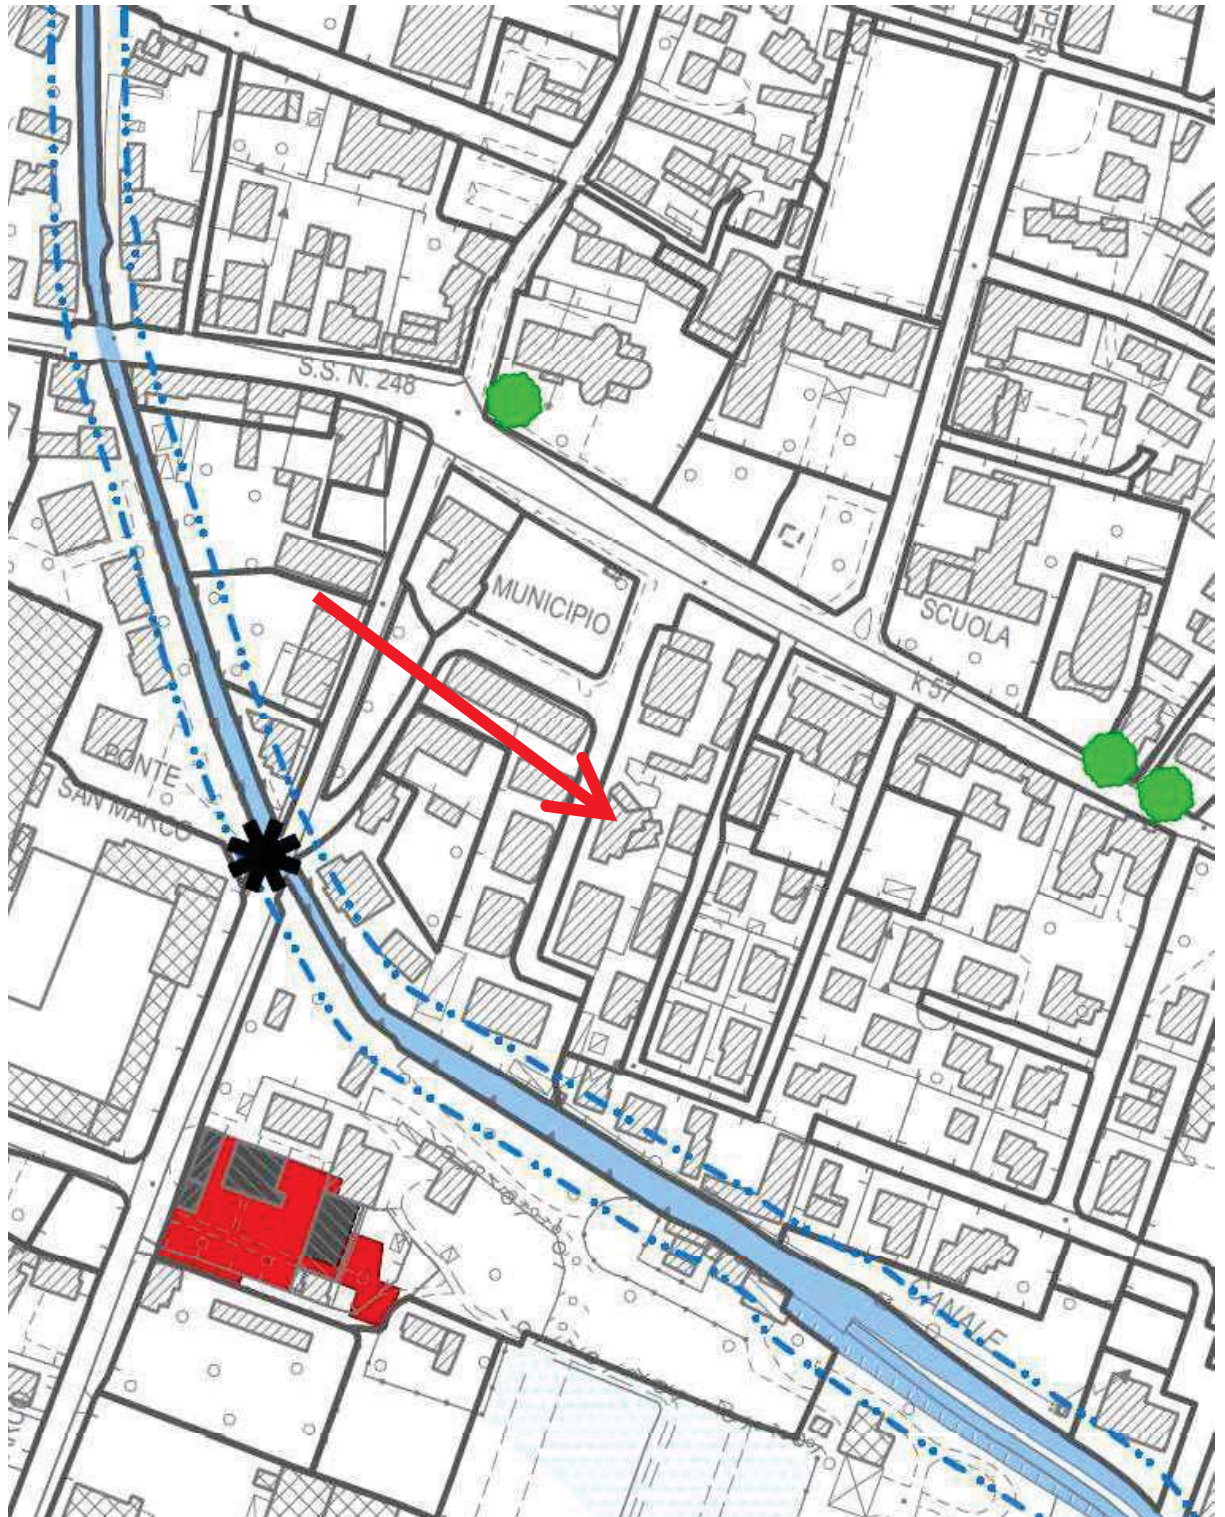 S.S. N. 248
MUNICIPIO
SCUOLA
k 57
PONTE
SAN MARCO
CANALE